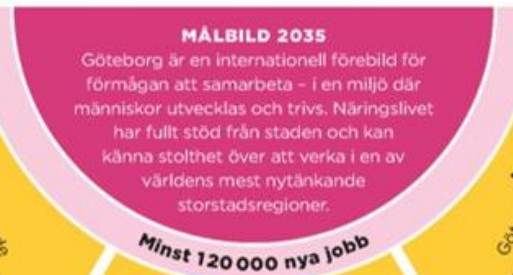 MÅLBILD 2035
Göteborg är en internationell förebild för
förmågan att samarbeta – i en miljö där
människor utvecklas och trivs. Näringslivet
har fullt stöd från staden och kan
känna stolthet över att verka i en av
världens mest nytänkande
storstadsregioner.
Minst 120 000 nya jobb